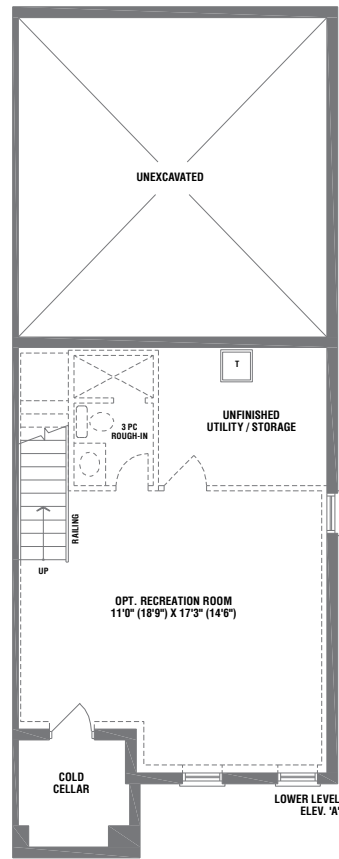 UNEXCAVATED
T
3 PC
ROUGH-IN
UNFINISHED
UTILITY / STORAGE
RAILING
UP
OPT. RECREATION ROOM
11'0" (18'9") X 17'3" (14'6")
COLD
CELLAR
LOWER LEVEL
ELEV. 'A'